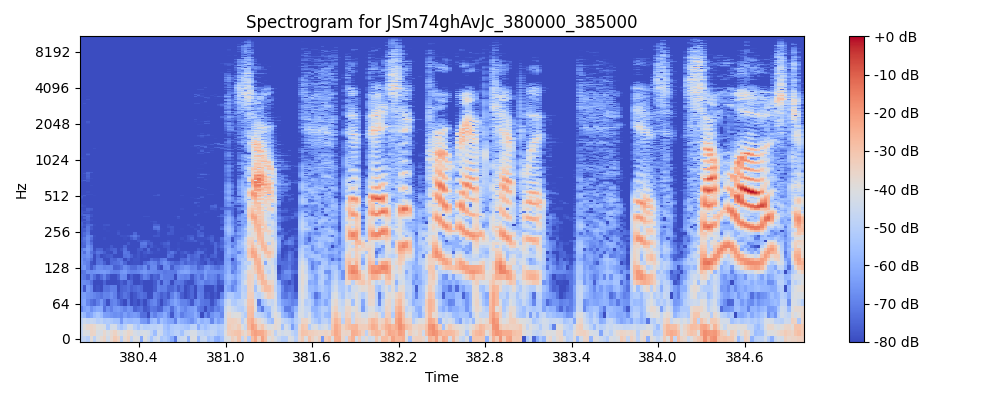 Spectrogram for JSm74ghAvJc_380000_385000
Hz
8192
4096
2048
1024
512
256
128
64
0
380.4 381.0 381.6 382.2 382.8 383.4 384.0 384.6
Time
+0 dB
-10 dB
-20 dB
-30 dB
-40 dB
-50 dB
-60 dB
-70 dB
-80 dB